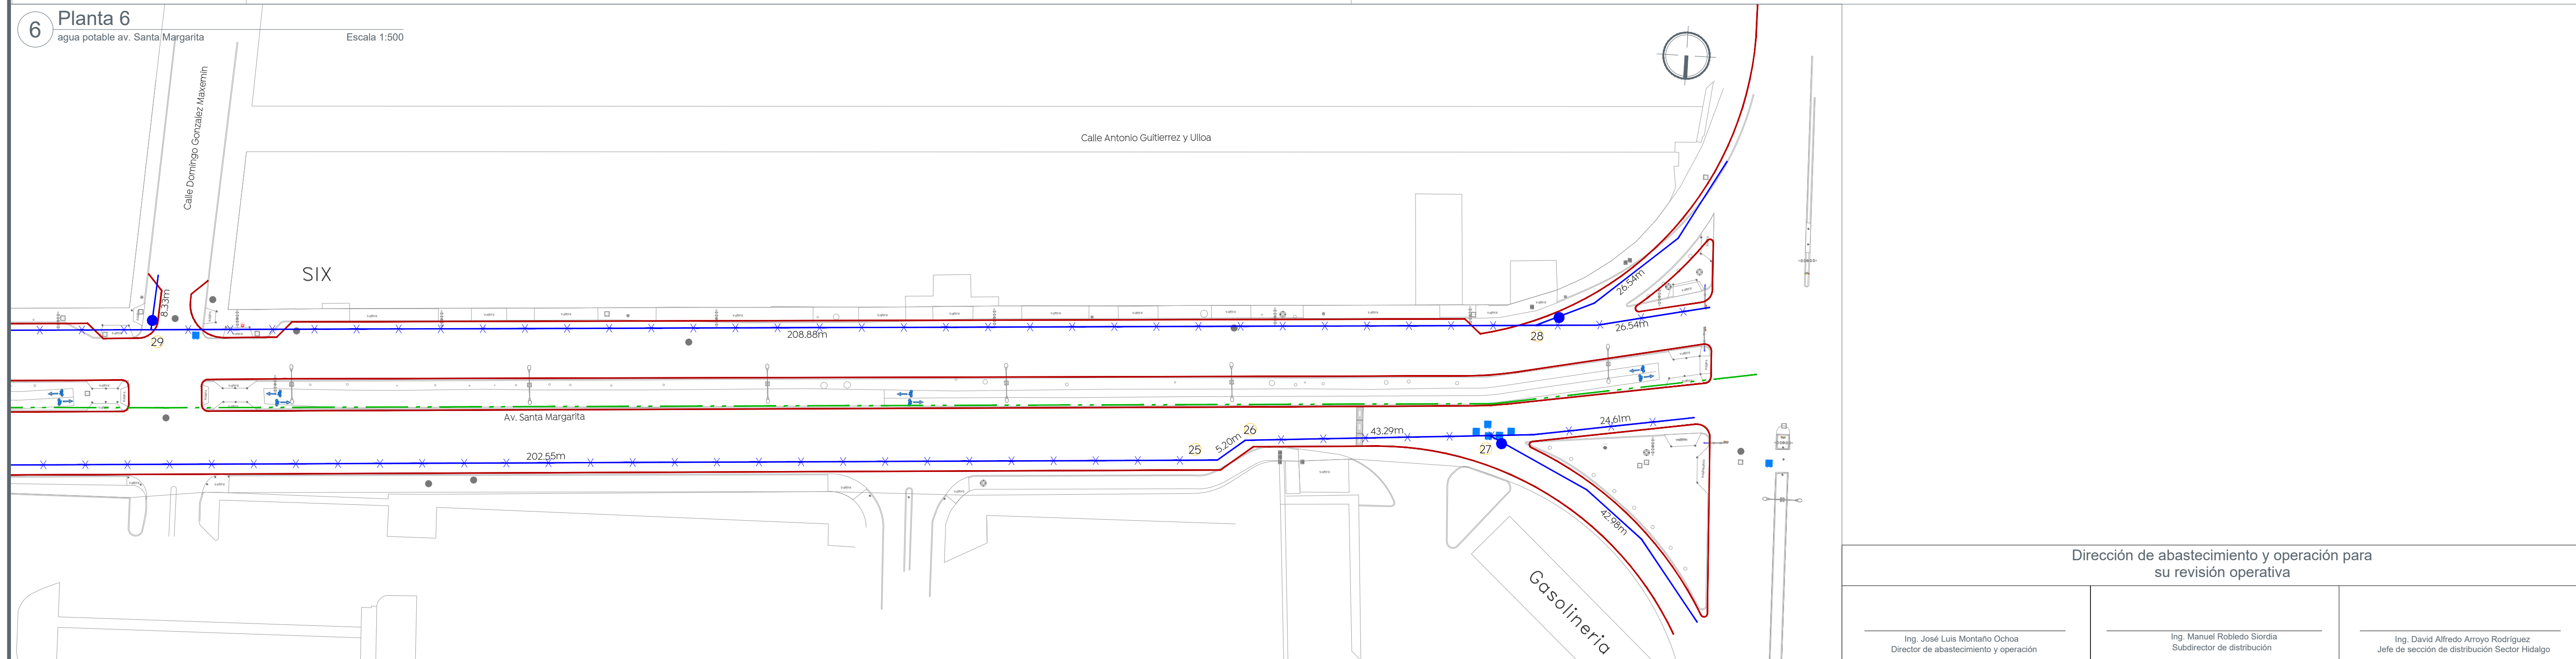 6
Planta 6
agua potable av. Santa Margarita
Escala 1:500
Calle Domingo Gonzalez Maxemin
Calle Antonio Guitierrez y Ulloa
SIX
8.33m
29
208.88m
28
26.54m
26.54m
Av. Santa Margarita
202.55m
25
5.20m
26
43.29m
27
24.61m
42.98m
Gasolineria
Dirección de abastecimiento y operación para
su revisión operativa
Ing. José Luis Montaño Ochoa
Director de abastecimiento y operación
Ing. Manuel Robledo Siordia
Subdirector de distribución
Ing. David Alfredo Arroyo Rodríguez
Jefe de sección de distribución Sector Hidalgo